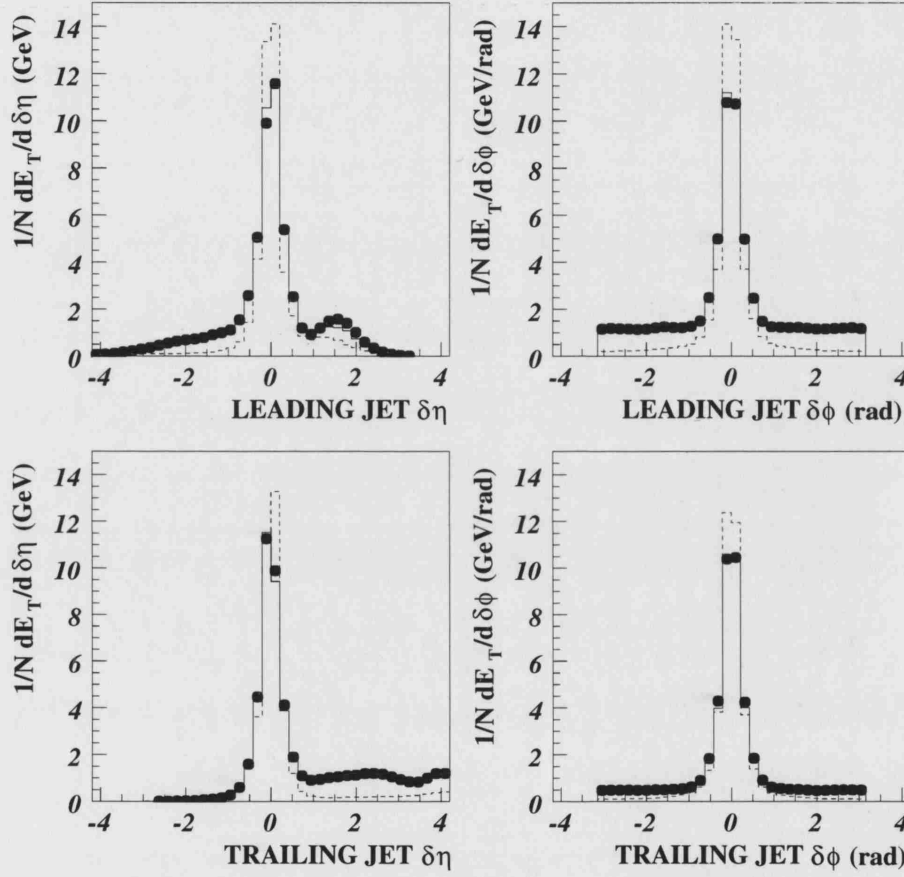 1/N dE_T/d δη (GeV)
14
12
10
8
6
4
2
0
-4 -2 0 2 4
LEADING JET δη
1/N dE_T/d δϕ (GeV/rad)
14
12
10
8
6
4
2
0
-4 -2 0 2 4
LEADING JET δϕ (rad)
1/N dE_T/d δη (GeV)
14
12
10
8
6
4
2
0
-4 -2 0 2 4
TRAILING JET δη
1/N dE_T/d δϕ (GeV/rad)
14
12
10
8
6
4
2
0
-4 -2 0 2 4
TRAILING JET δϕ (rad)